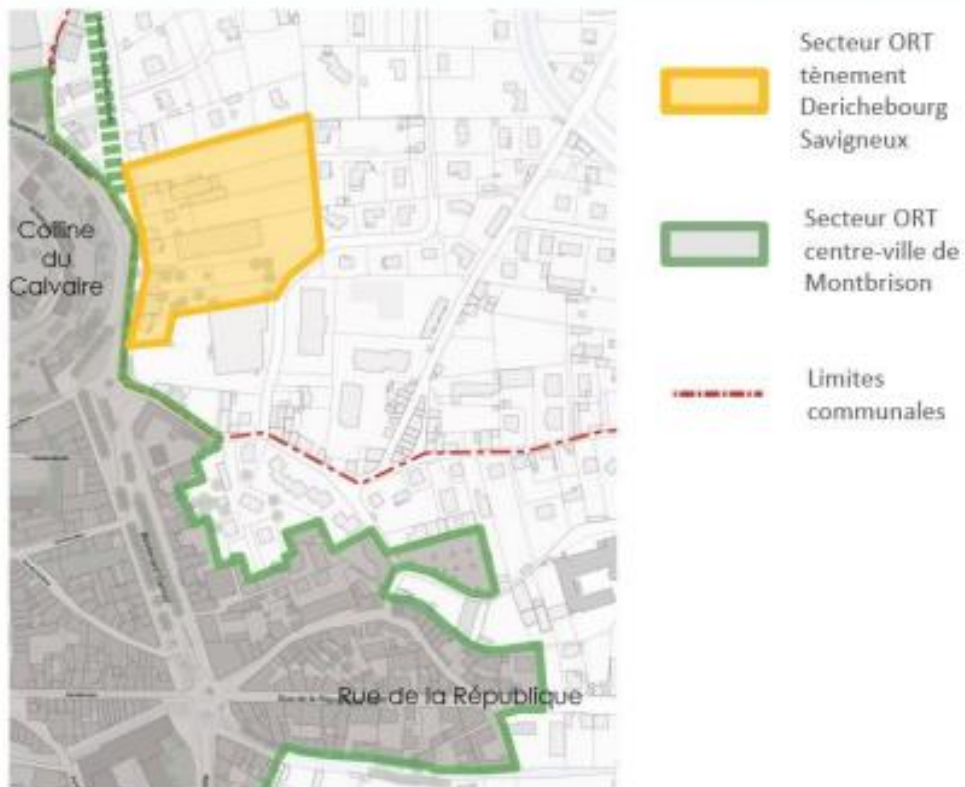 Colline
du
Calvaire
Rue de la République
Secteur ORT
tènement
Derichebourg
Savigneux
Secteur ORT
centre-ville de
Montbrison
Limites
communales